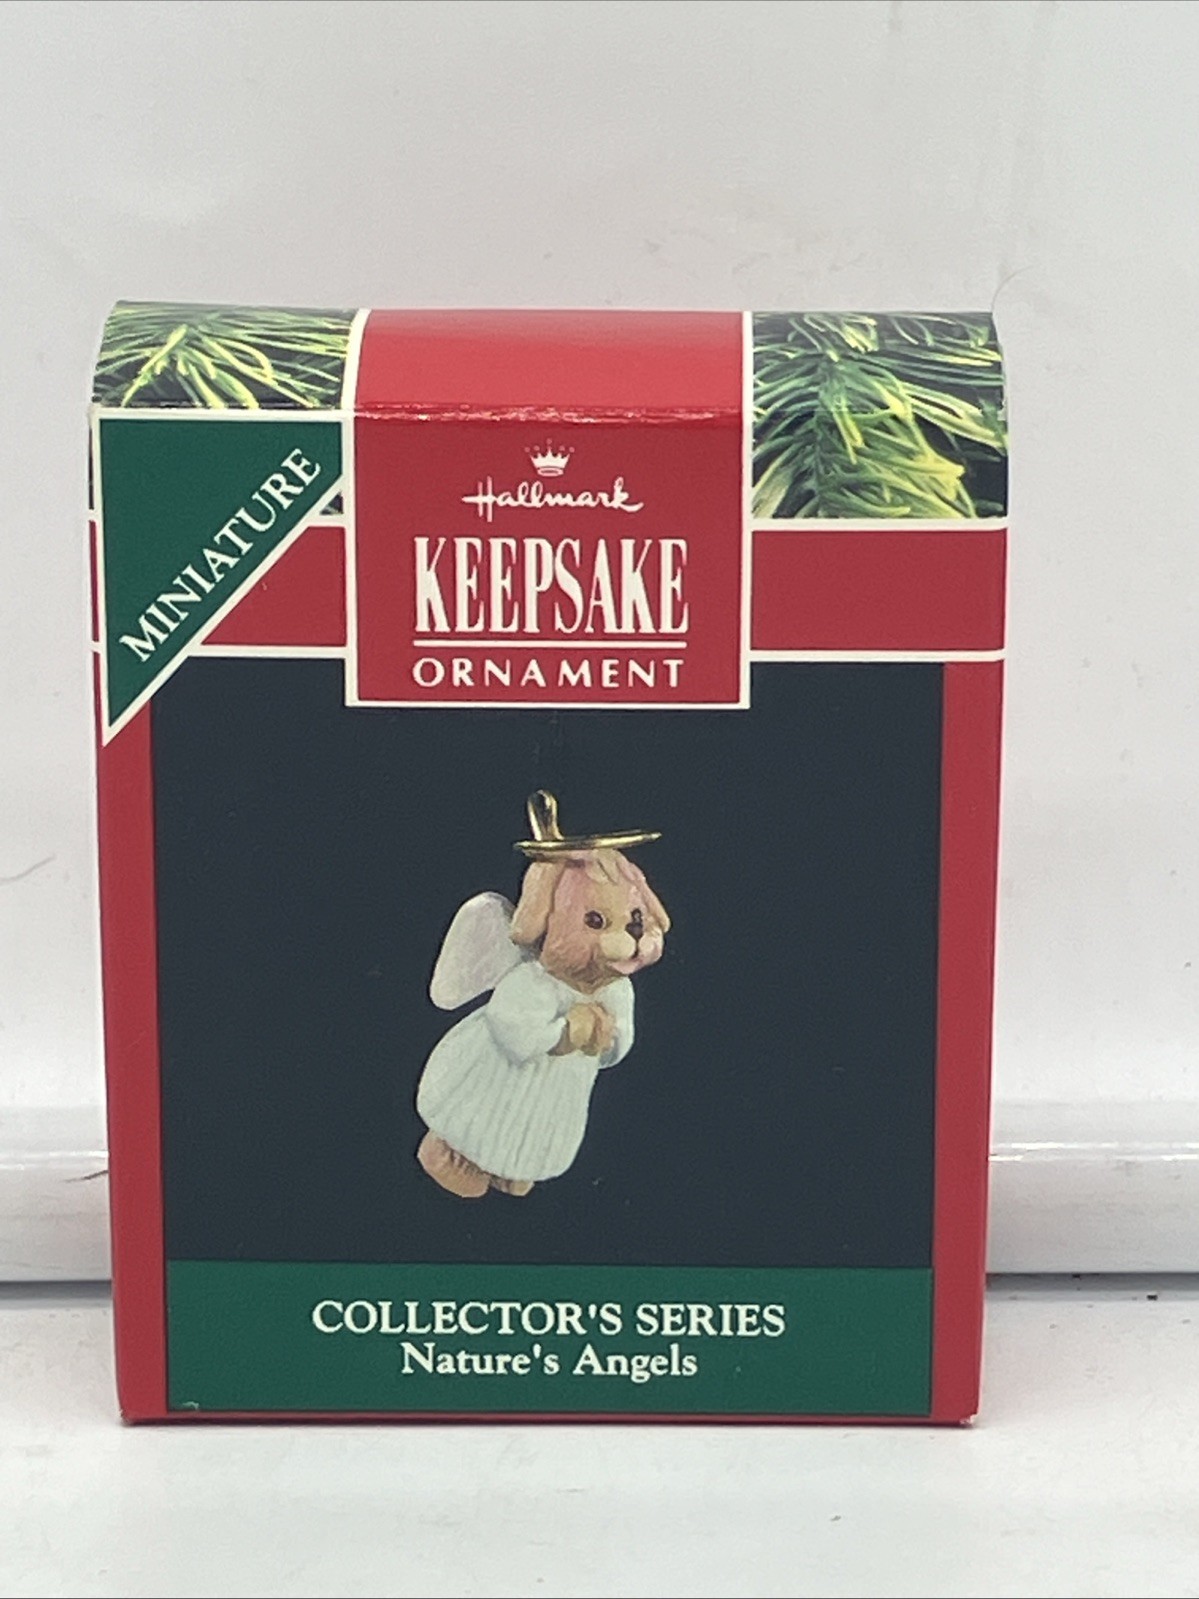 MINIATURE
Hallmark
KEEPSAKE
ORNAMENT
COLLECTOR'S SERIES
Nature's Angels